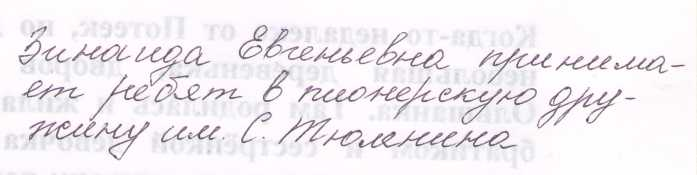 Зинаида Евгеньевна принима-
ет ребят в пионерскую дру-
жину им. С. Тюленина